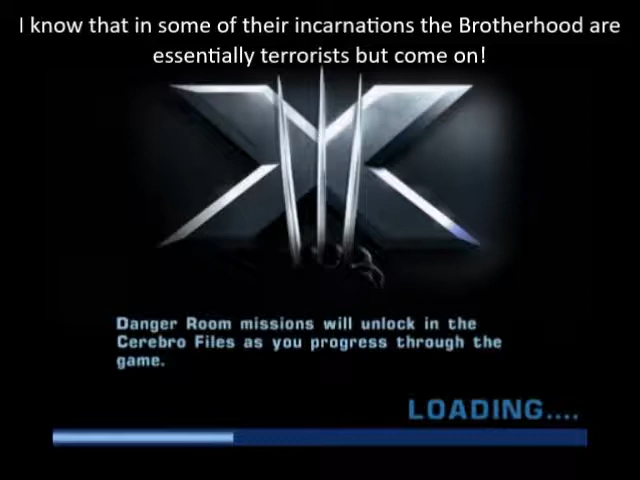 I know that in some of their incarnations the Brotherhood are
essentially terrorists but come on!
Danger Room missions will unlock in the
Cerebro Files as you progress through the
game.
LOADING....